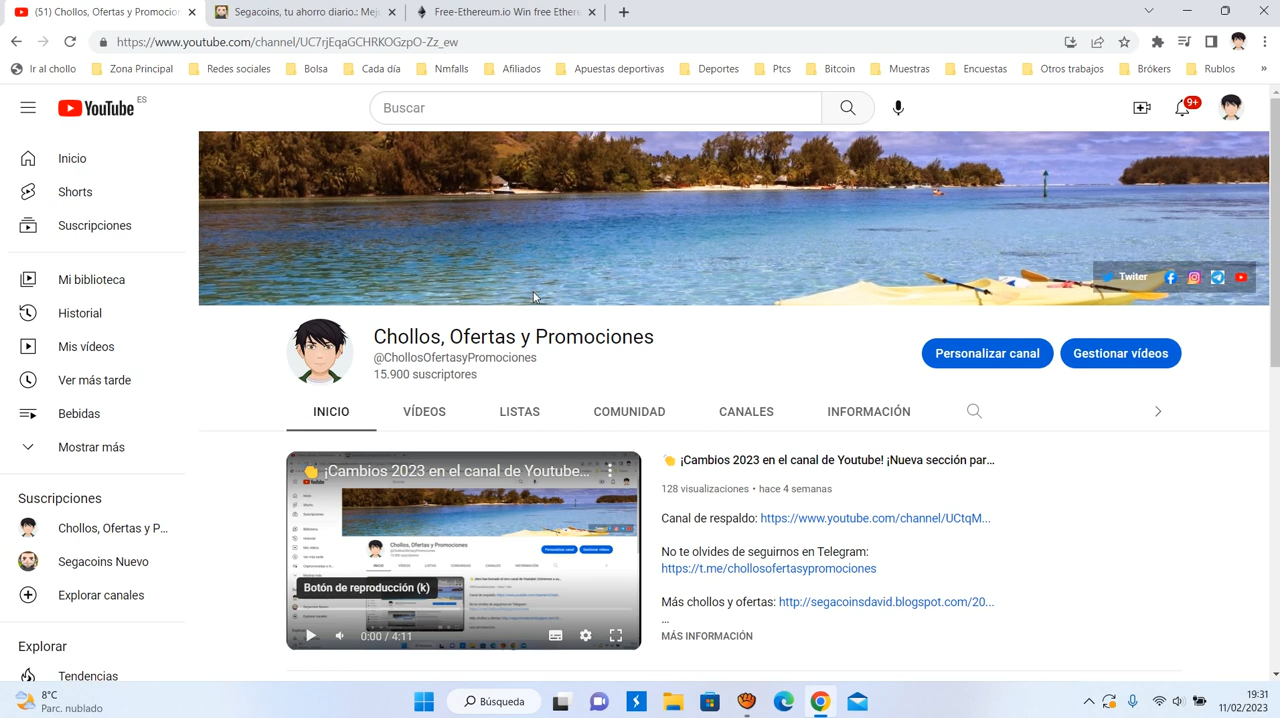 (51) Chollos, Ofertas y Promocion
Segacoins, tu ahorro diario.: Mejo
Free-Ethereum.io Win free Ethere
https://www.youtube.com/channel/UC7rjEqaGCHRKOGzpO-Zz_ew
Ir al chollo
Zona Principal
Redes sociales
Bolsa
Cada día
Nmfalls
Afiliados
Apuestas deportivas
Deportes
Ptcs
Bitcoin
Muestras
Encuestas
Otros trabajos
Brókers
Rublos
»
YouTube ES
Buscar
9+
Inicio
Shorts
Suscripciones
Mi biblioteca
Historial
Mis vídeos
Ver más tarde
Bebidas
Mostrar más
Suscripciones
Chollos, Ofertas y P...
Segacoins Nuevo
Explorar canales
Explorar
Tendencias
Twiter
Chollos, Ofertas y Promociones
@ChollosOfertasyPromociones
15.900 suscriptores
Personalizar canal
Gestionar vídeos
INICIO
VÍDEOS
LISTAS
COMUNIDAD
CANALES
INFORMACIÓN
¡Cambios 2023 en el canal de Youtube...
Chollos, Ofertas y Promociones
Botón de reproducción (k)
0:00 / 4:11
¡Cambios 2023 en el canal de Youtube! ¡Nueva sección par...
128 visualizaciones • hace 4 semanas
Canal de respaldo: https://www.youtube.com/channel/UCtqM...
No te olvides de seguirnos en Telegram:
https://t.me/chollosofertasypromociones
Más chollos y ofertas: http://segacoinsdavid.blogspot.com/20...
...
MÁS INFORMACIÓN
8°C
Parc. nublado
Búsqueda
19:31
11/02/2023